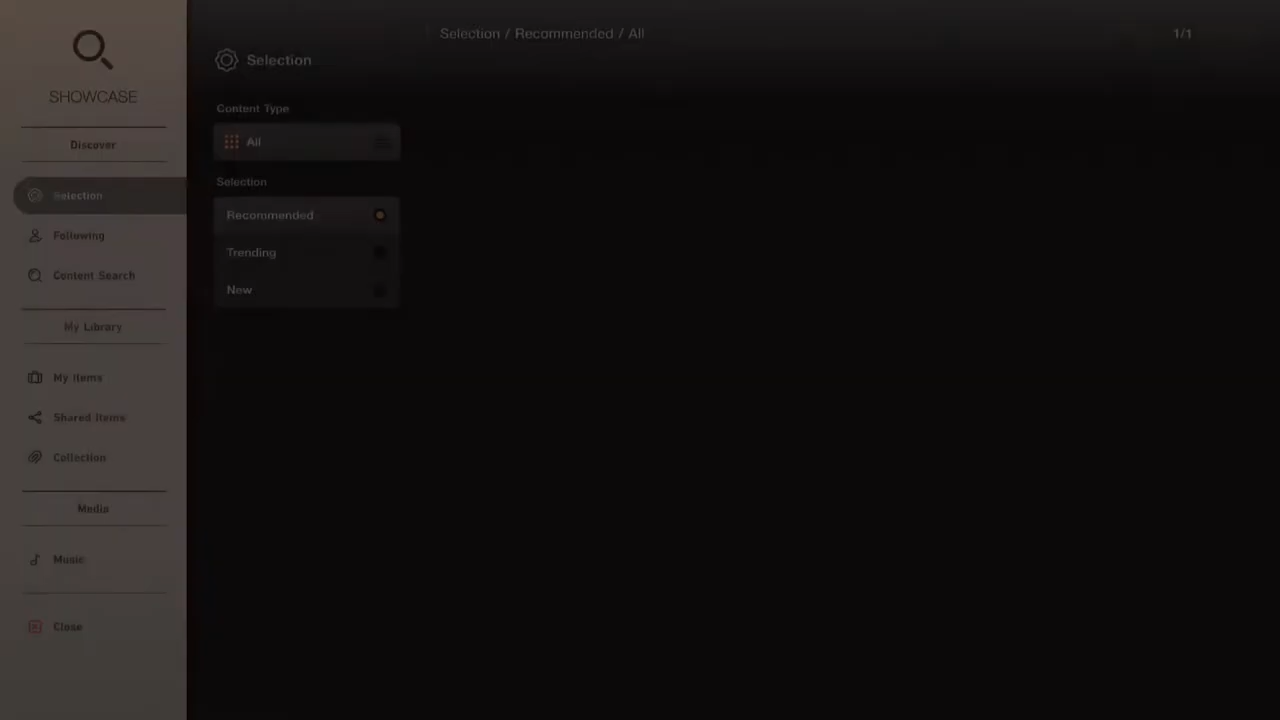 SHOWCASE
Discover
Selection
Following
Content Search
My Library
My Items
Shared Items
Collection
Media
Music
Close
Selection / Recommended / All
1/1
Selection
Content Type
All
Selection
Recommended
Trending
New